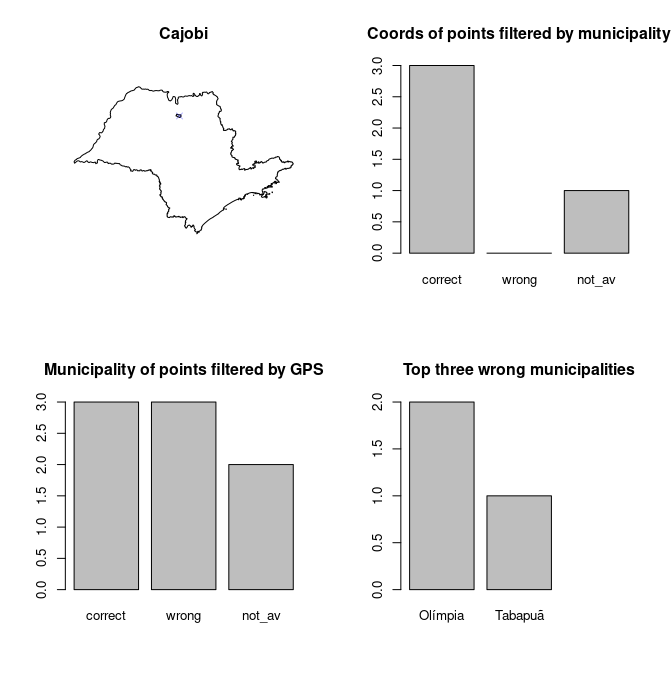 Cajobi
Coords of points filtered by municipality
3.0
2.5
2.0
1.5
1.0
0.5
0.0
correct wrong not_av
Municipality of points filtered by GPS
3.0
2.5
2.0
1.5
1.0
0.5
0.0
correct wrong not_av
Top three wrong municipalities
2.0
1.5
1.0
0.5
0.0
Olímpia Tabapuã